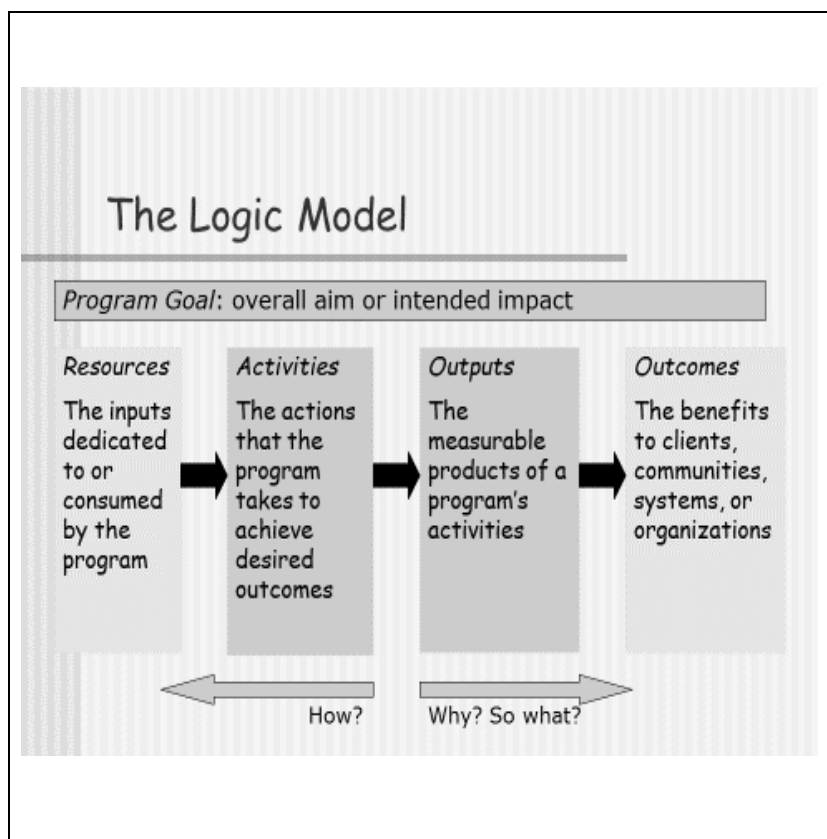 The Logic Model
Program Goal: overall aim or intended impact
Resources
The inputs
dedicated
to or
consumed
by the
program
Activities
The actions
that the
program
takes to
achieve
desired
outcomes
Outputs
The
measurable
products of a
program's
activities
Outcomes
The benefits
to clients,
communities,
systems, or
organizations
How?
Why? So what?